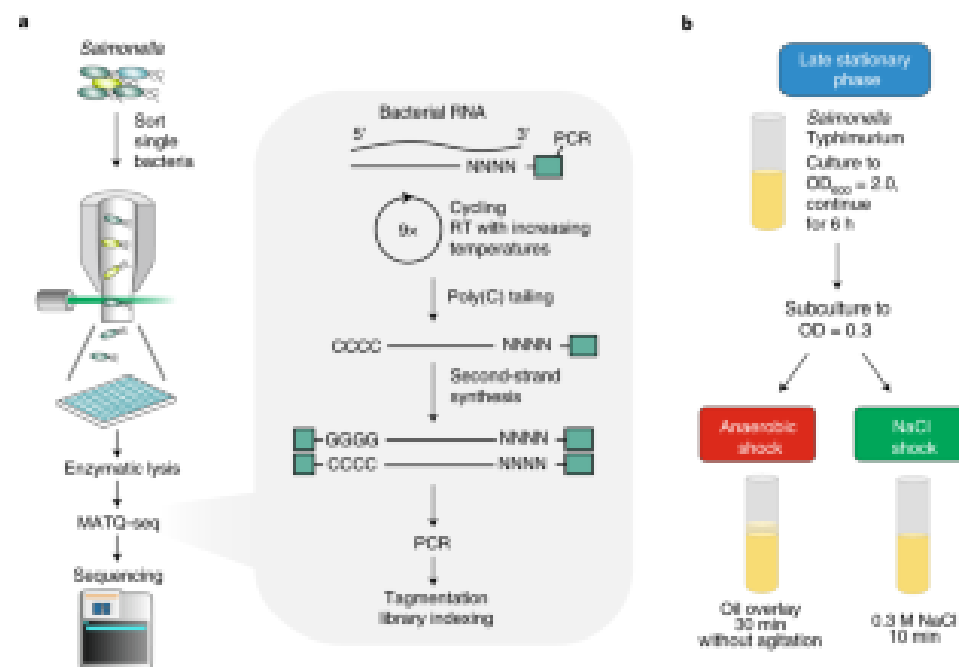 a
Salmonella
Sort
single
bacteria
Enzymatic lysis
MATQ-seq
Sequencing
Bacterial RNA
5'
3'
PCR
NNNN
9×
Cycling
RT with increasing
temperatures
Poly(C) tailing
CCCC
NNNN
Second-strand
synthesis
GGGG
NNNN
CCCC
NNNN
PCR
Tagmentation
library indexing
b
Late stationary
phase
Salmonella
Typhimurium
Culture to
OD600 = 2.0,
continue
for 6 h
Subculture to
OD = 0.3
Anaerobic
shock
NaCl
shock
Oil overlay
30 min
without agitation
0.3 M NaCl
10 min